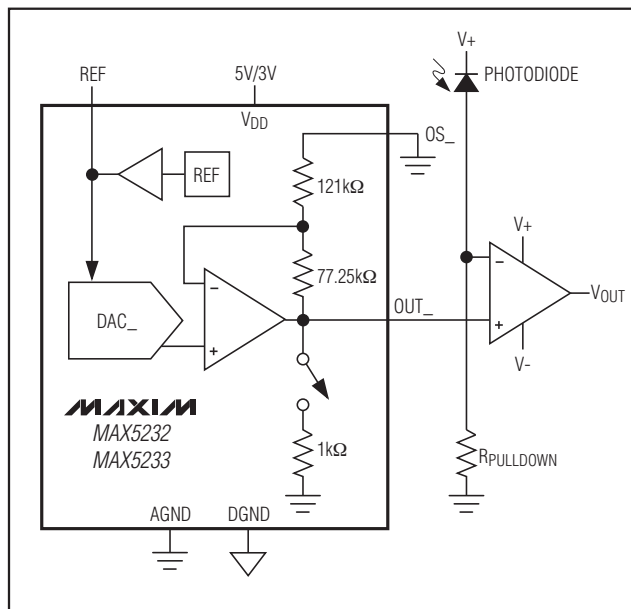 V+
REF
5V/3V
PHOTODIODE
VDD
OS_
REF
121kΩ
V+
77.25kΩ
−
−
DAC_
OUT_
VOUT
+
+
V-
MAXIM
MAX5232
MAX5233
1kΩ
RPULLDOWN
AGND
DGND